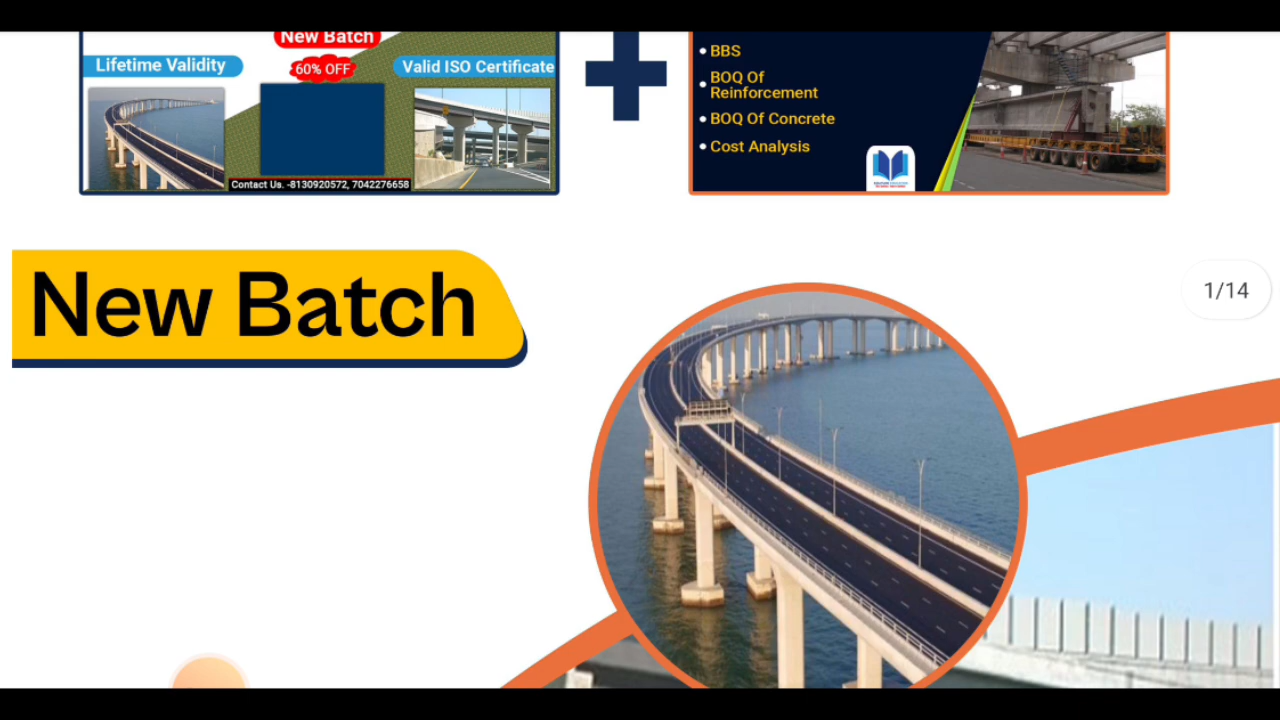 New Batch
Lifetime Validity
60% OFF
Valid ISO Certificate
Contact Us. -8130920572, 7042276658
• BBS
• BOQ Of
Reinforcement
• BOQ Of Concrete
• Cost Analysis
New Batch
1/14